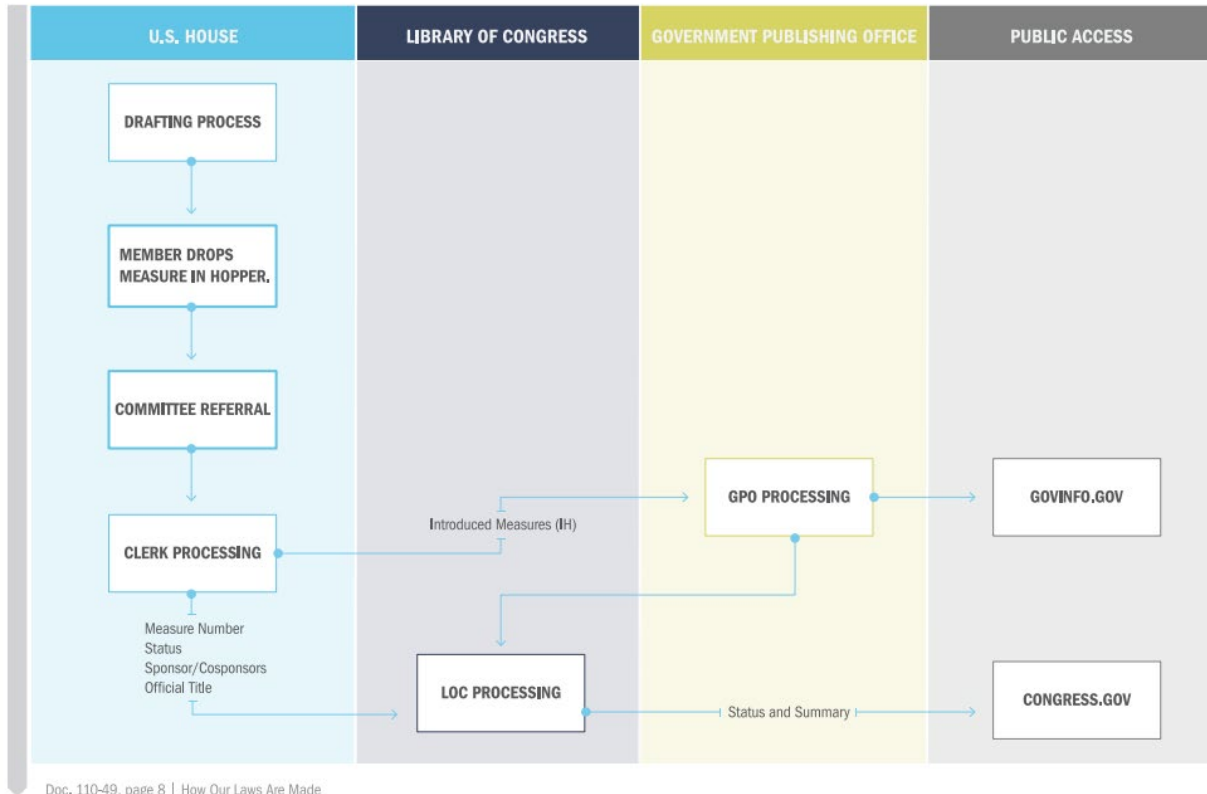 U.S. HOUSE
LIBRARY OF CONGRESS
GOVERNMENT PUBLISHING OFFICE
PUBLIC ACCESS
DRAFTING PROCESS
MEMBER DROPS
MEASURE IN HOPPER.
COMMITTEE REFERRAL
CLERK PROCESSING
Introduced Measures (IH)
GPO PROCESSING
GOVINFO.GOV
Measure Number
Status
Sponsor/Cosponsors
Official Title
LOC PROCESSING
Status and Summary
CONGRESS.GOV
Doc. 110-49, page 8 | How Our Laws Are Made